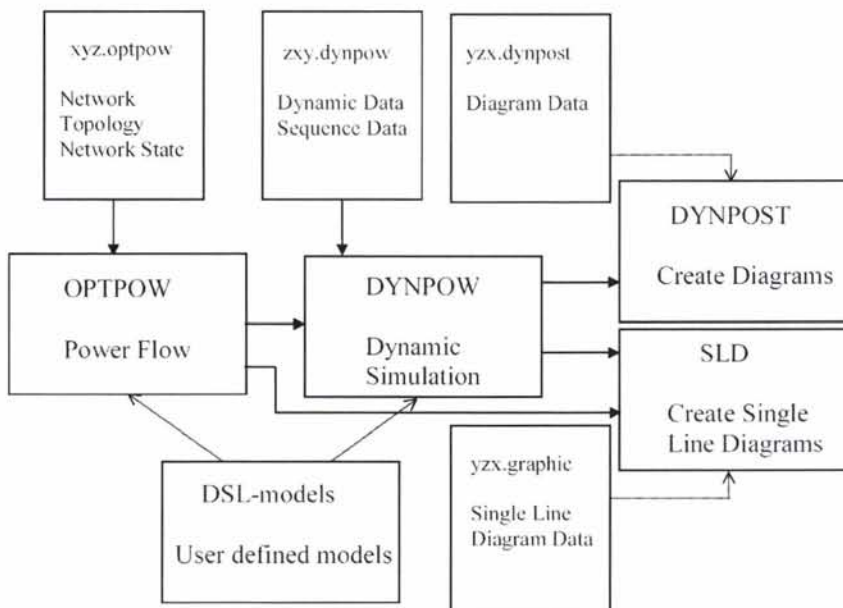 xyz.optpow
Network
Topology
Network State
zxy.dynpow
Dynamic Data
Sequence Data
yzx.dynpost
Diagram Data
OPTPOW
Power Flow
DYNPOW
Dynamic
Simulation
DYNPOST
Create Diagrams
SLD
Create Single
Line Diagrams
DSL-models
User defined models
yzx.graphic
Single Line
Diagram Data